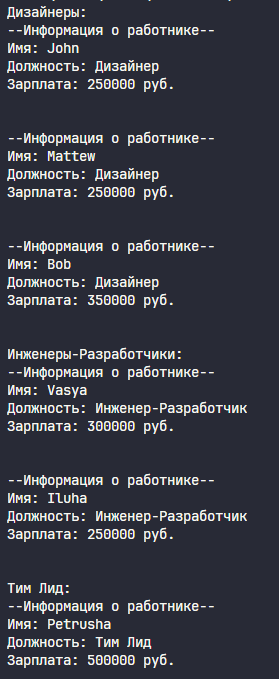 Дизайнеры:
--Информация о работнике--
Имя: John
Должность: Дизайнер
Зарплата: 250000 руб.
--Информация о работнике--
Имя: Mattew
Должность: Дизайнер
Зарплата: 250000 руб.
--Информация о работнике--
Имя: Bob
Должность: Дизайнер
Зарплата: 350000 руб.
Инженеры-Разработчики:
--Информация о работнике--
Имя: Vasya
Должность: Инженер-Разработчик
Зарплата: 300000 руб.
--Информация о работнике--
Имя: Iluha
Должность: Инженер-Разработчик
Зарплата: 250000 руб.
Тим Лид:
--Информация о работнике--
Имя: Petrusha
Должность: Тим Лид
Зарплата: 500000 руб.